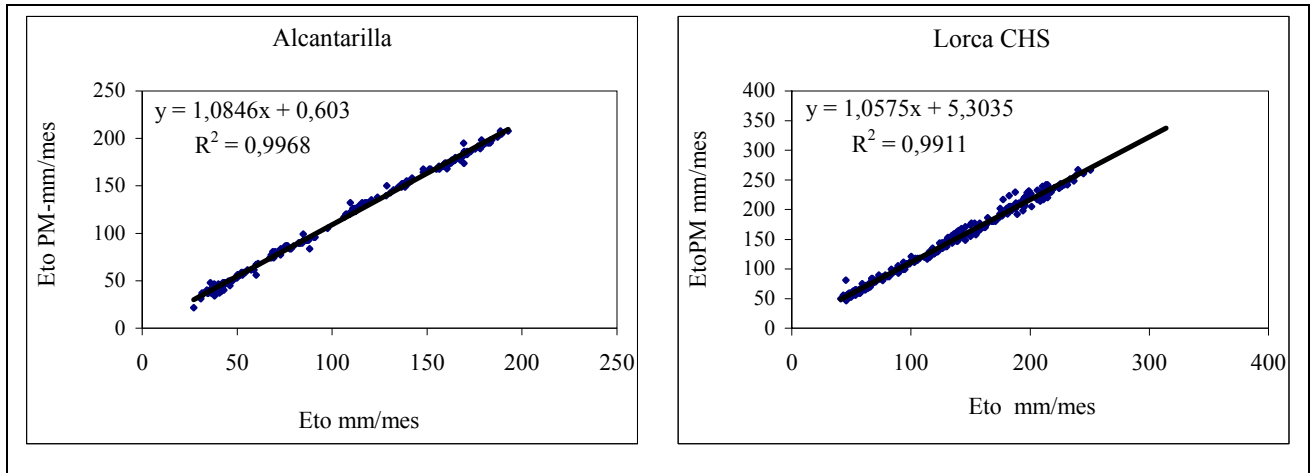 Alcantarilla
y = 1,0846x + 0,603
R² = 0,9968
Eto PM-mm/mes
250
200
150
100
50
0
0 50 100 150 200 250
Eto mm/mes
Lorca CHS
y = 1,0575x + 5,3035
R² = 0,9911
EtoPM mm/mes
400
350
300
250
200
150
100
50
0
0 100 200 300 400
Eto mm/mes